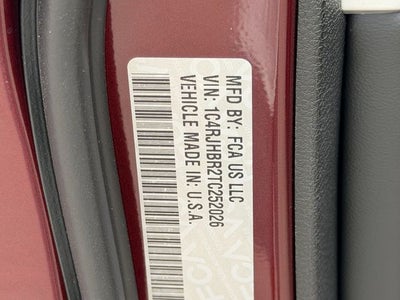 MFD BY: FCA US LLC
VIN: 1C4RJHBR2TC252026
VEHICLE MADE IN: U.S.A.